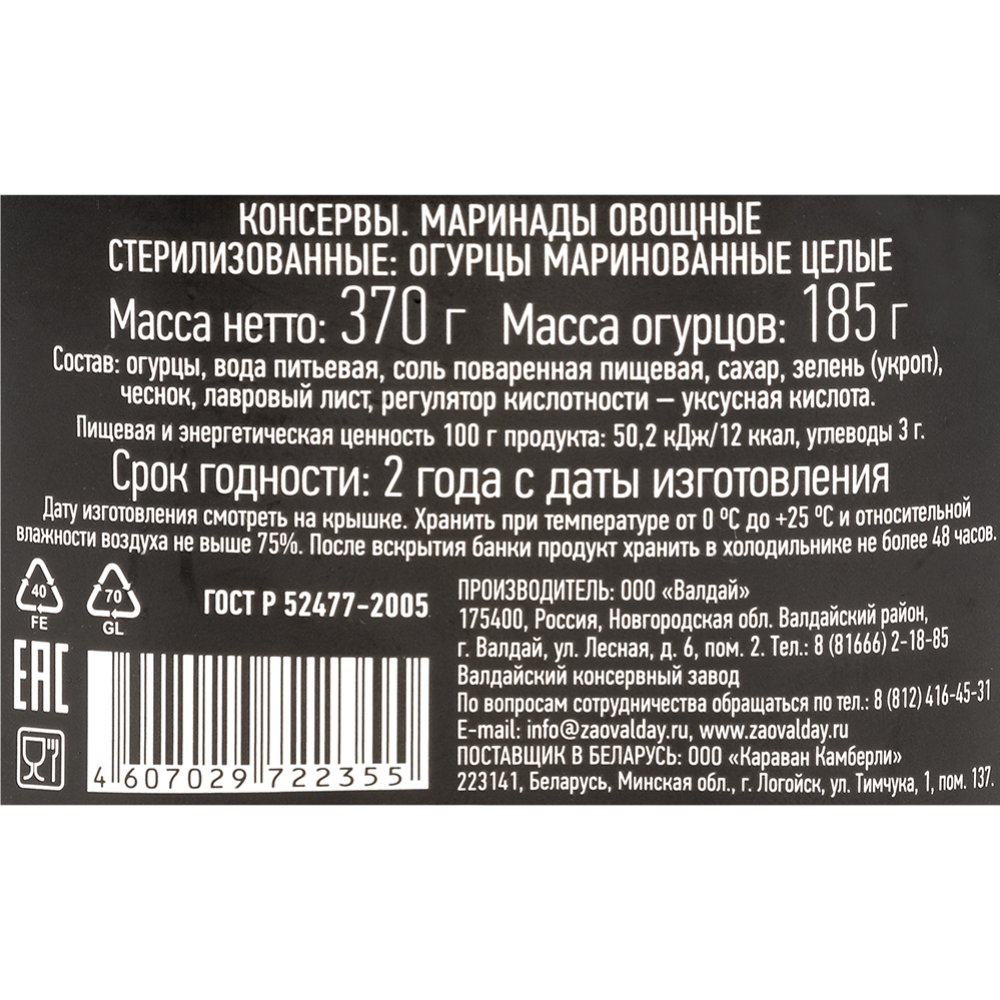 КОНСЕРВЫ. МАРИНАДЫ ОВОЩНЫЕ
СТЕРИЛИЗОВАННЫЕ: ОГУРЦЫ МАРИНОВАННЫЕ ЦЕЛЫЕ
Масса нетто: 370 г Масса огурцов: 185 г
Состав: огурцы, вода питьевая, соль поваренная пищевая, сахар, зелень (укроп),
чеснок, лавровый лист, регулятор кислотности – уксусная кислота.
Пищевая и энергетическая ценность 100 г продукта: 50,2 кДж/12 ккал, углеводы 3 г.
Срок годности: 2 года с даты изготовления
Дату изготовления смотреть на крышке. Хранить при температуре от 0 ºС до +25 ºС и относительной
влажности воздуха не выше 75%. После вскрытия банки продукт хранить в холодильнике не более 48 часов.
40
FE
70
GL
ГОСТ Р 52477-2005
EAC
4 607029 722355
ПРОИЗВОДИТЕЛЬ: ООО «Валдай»
175400, Россия, Новгородская обл. Валдайский район,
г. Валдай, ул. Лесная, д. 6, пом. 2. Тел.: 8 (81666) 2-18-85
Валдайский консервный завод
По вопросам сотрудничества обращаться по тел.: 8 (812) 416-45-31
E-mail: info@zaovalday.ru, www.zaovalday.ru
ПОСТАВЩИК В БЕЛАРУСЬ: ООО «Караван Камберли»
223141, Беларусь, Минская обл., г. Логойск, ул. Тимчука, 1, пом. 137.